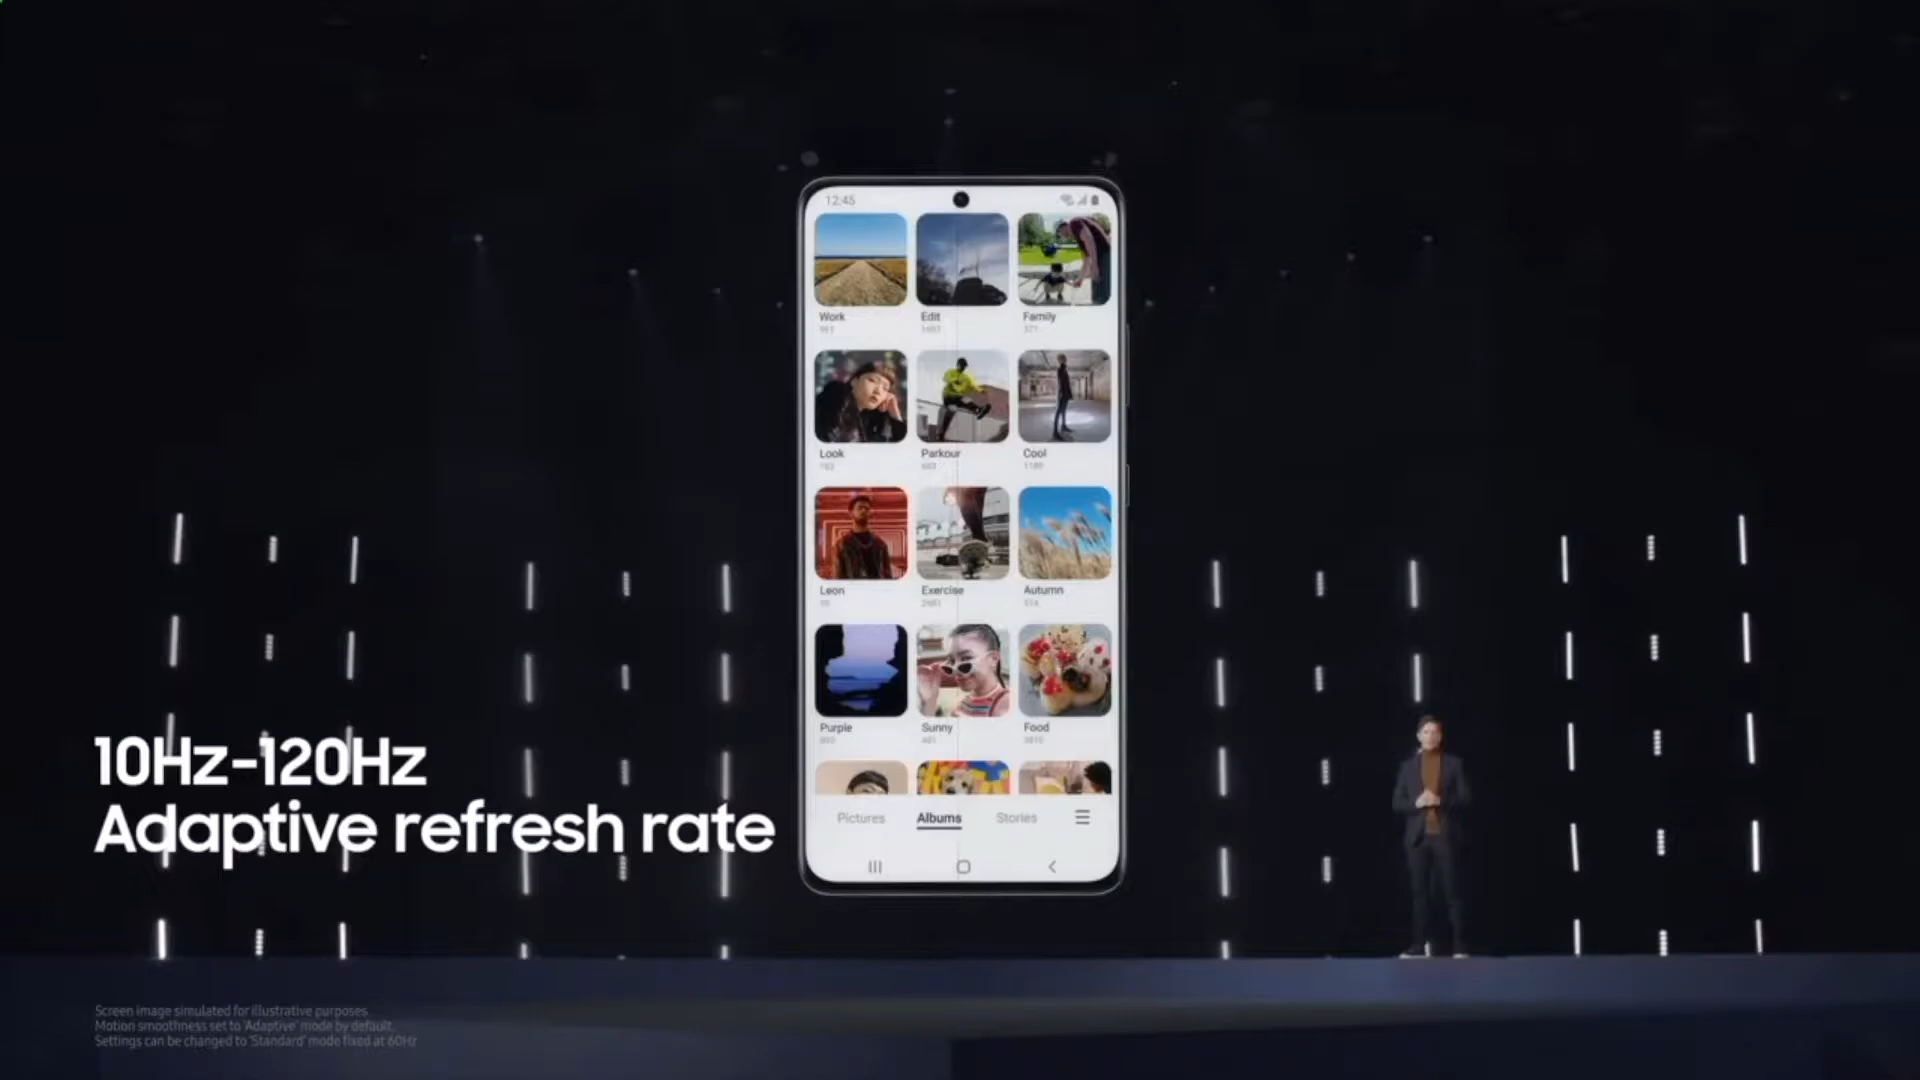 12:45
Work Edit Family
Look Parkour Cool
Leon Exercise Autumn
Purple Sunny Food
Pictures Albums Stories
10Hz-120Hz
Adaptive refresh rate
Screen image simulated for illustrative purposes.
Motion smoothness set to 'Adaptive' mode by default.
Settings can be changed to 'Standard' mode fixed at 60Hz